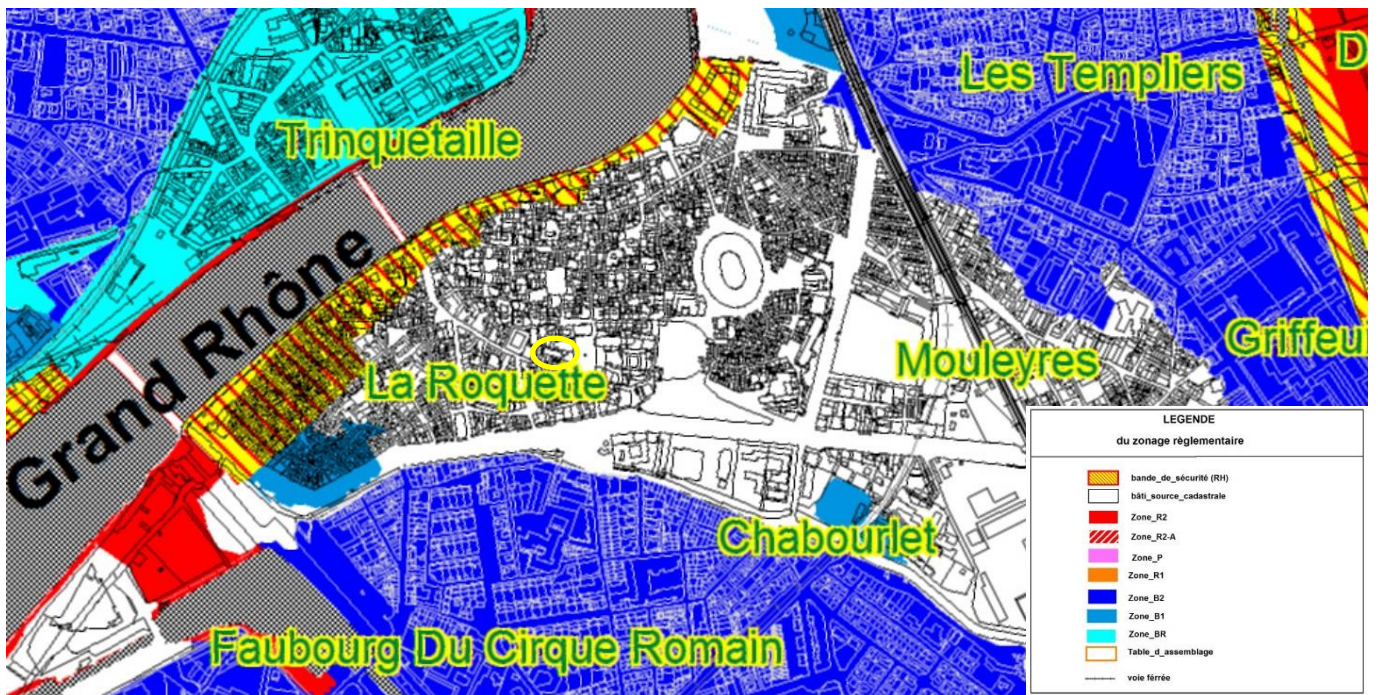 Les Templiers
D
Trinquetaille
Grand Rhône
Griffeui
Mouleyres
La Roquette
LEGENDE
du zonage règlementaire
bande_de_sécurité (RH)
bâti_source_cadastrale
Zone_R2
Zone_R2-A
Zone_P
Zone_R1
Zone_B2
Zone_B1
Zone_BR
Table_d_assemblage
voie férrée
Chabourlet
Faubourg Du Cirque Romain